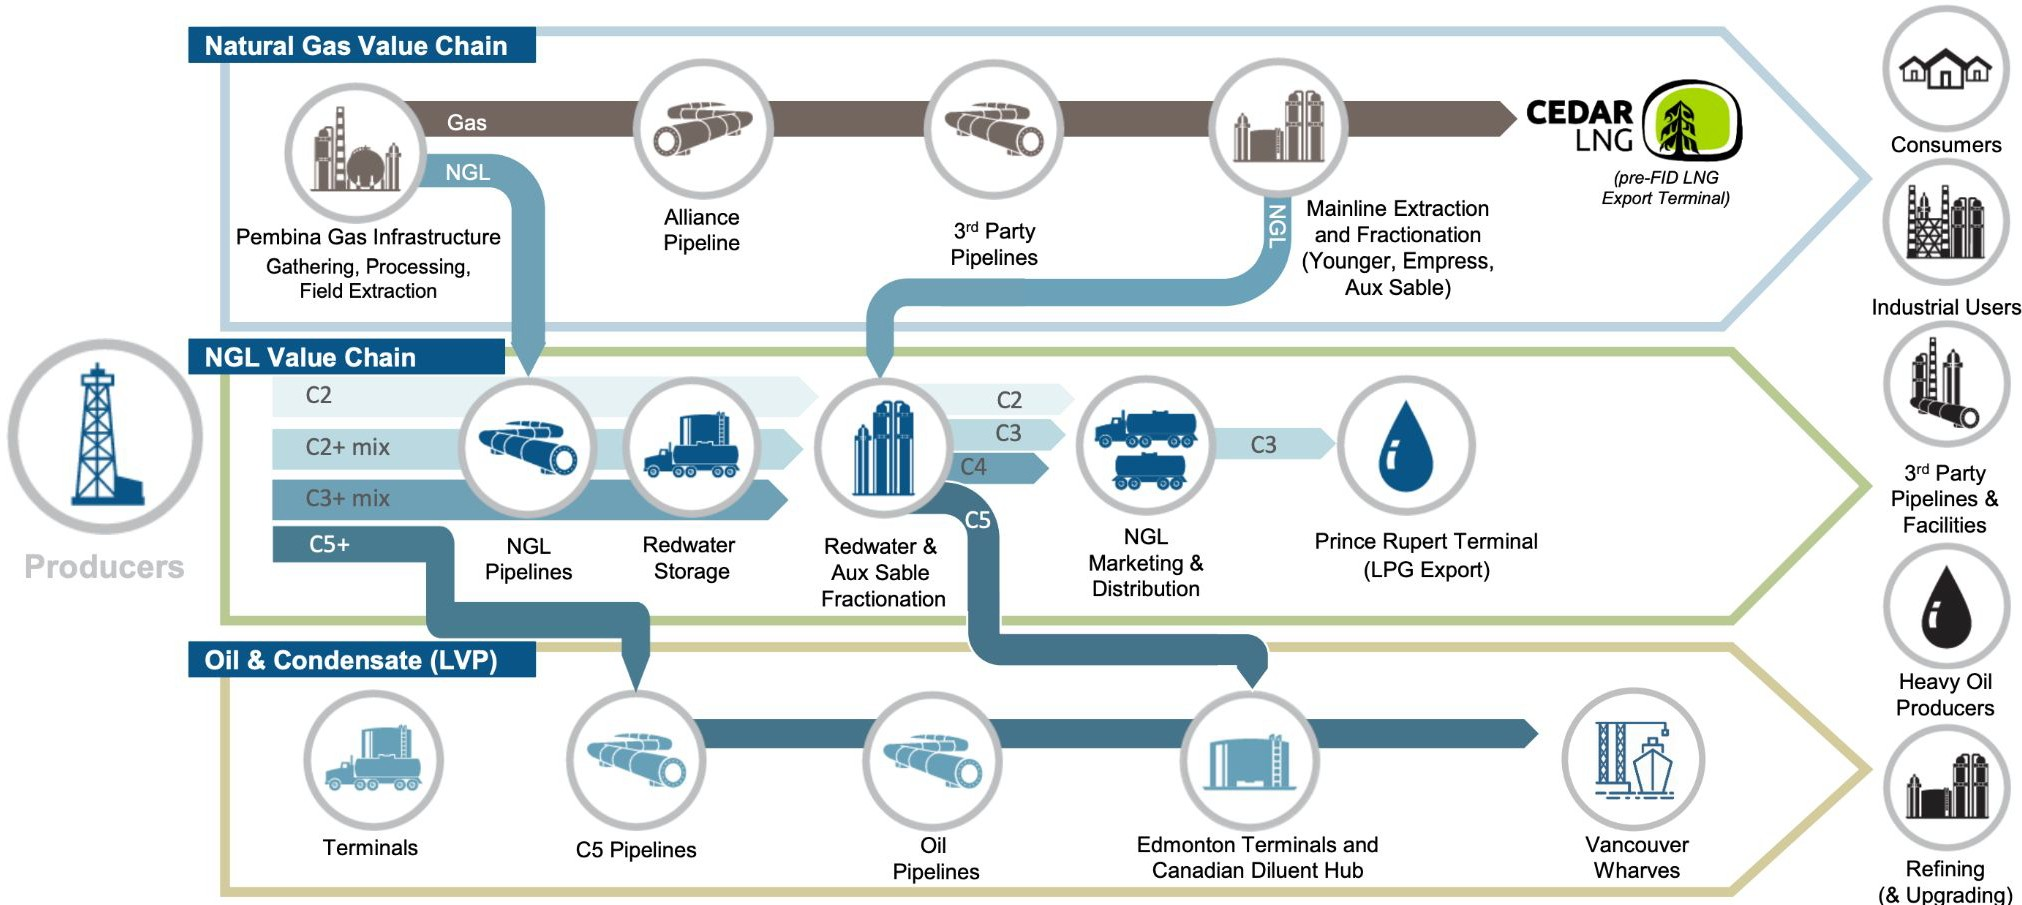 Natural Gas Value Chain
Gas
NGL
Pembina Gas Infrastructure
Gathering, Processing,
Field Extraction
Alliance
Pipeline
3rd Party
Pipelines
NGL
Mainline Extraction
and Fractionation
(Younger, Empress,
Aux Sable)
CEDAR
LNG
(pre-FID LNG
Export Terminal)
Producers
NGL Value Chain
C2
C2+ mix
C3+ mix
C5+
NGL
Pipelines
Redwater
Storage
Redwater &
Aux Sable
Fractionation
C2
C3
C4
C5
NGL
Marketing &
Distribution
C3
Prince Rupert Terminal
(LPG Export)
Oil & Condensate (LVP)
Terminals
C5 Pipelines
Oil
Pipelines
Edmonton Terminals and
Canadian Diluent Hub
Vancouver
Wharves
Consumers
Industrial Users
3rd Party
Pipelines &
Facilities
Heavy Oil
Producers
Refining
(& Upgrading)